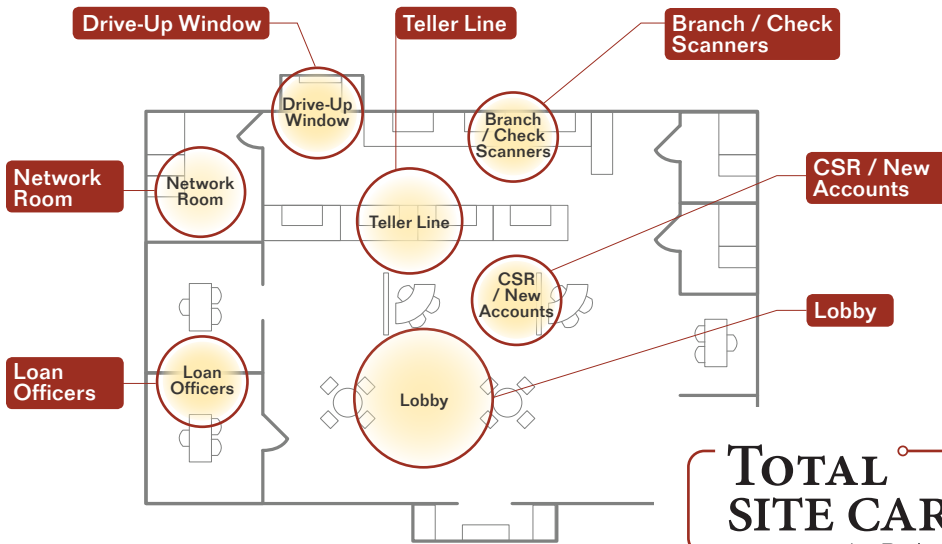 Drive-Up Window
Teller Line
Branch / Check
Scanners
Drive-Up
Window
Branch
/ Check
Scanners
Network
Room
Network
Room
CSR / New
Accounts
Teller Line
CSR
/ New
Accounts
Lobby
Loan
Officers
Loan
Officers
Lobby
TOTAL
SITE CAR